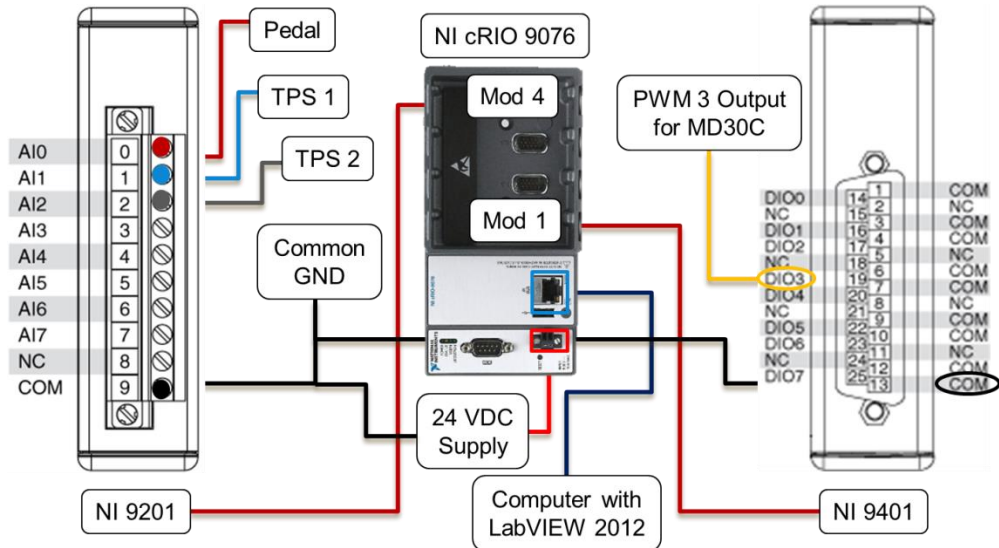 Pedal
TPS 1
TPS 2
Common
GND
NI cRIO 9076
Mod 4
Mod 1
PWM 3 Output
for MD30C
24 VDC
Supply
Computer with
LabVIEW 2012
NI 9201
NI 9401
AI0 0
AI1 1
AI2 2
AI3 3
AI4 4
AI5 5
AI6 6
AI7 7
NC 8
COM 9
DIO0 14
NC 15
DIO1 16
DIO2 17
NC 18
DIO3 19
DIO4 20
NC 21
DIO5 22
DIO6 23
NC 24
DIO7 25
1 COM
2 NC
3 COM
4 COM
5 NC
6 COM
7 COM
8 NC
9 COM
10 COM
11 NC
12 COM
13 COM